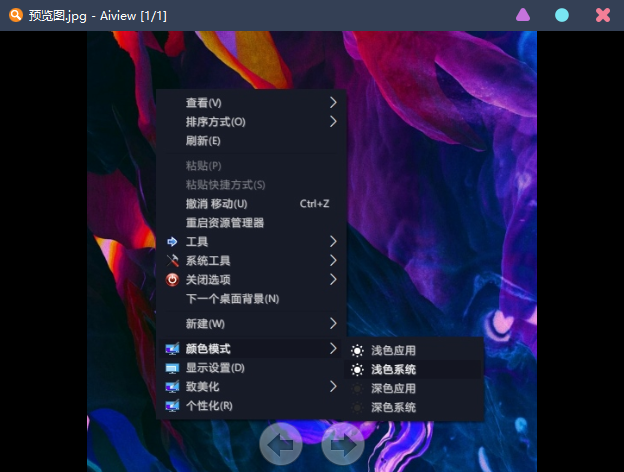 预览图.jpg - Aiview [1/1]
查看(V)
排序方式(O)
刷新(E)
粘贴(P)
粘贴快捷方式(S)
撤消 移动(U) Ctrl+Z
重启资源管理器
工具
系统工具
关闭选项
下一个桌面背景(N)
新建(W)
颜色模式
显示设置(D)
致美化
个性化(R)
浅色应用
浅色系统
深色应用
深色系统